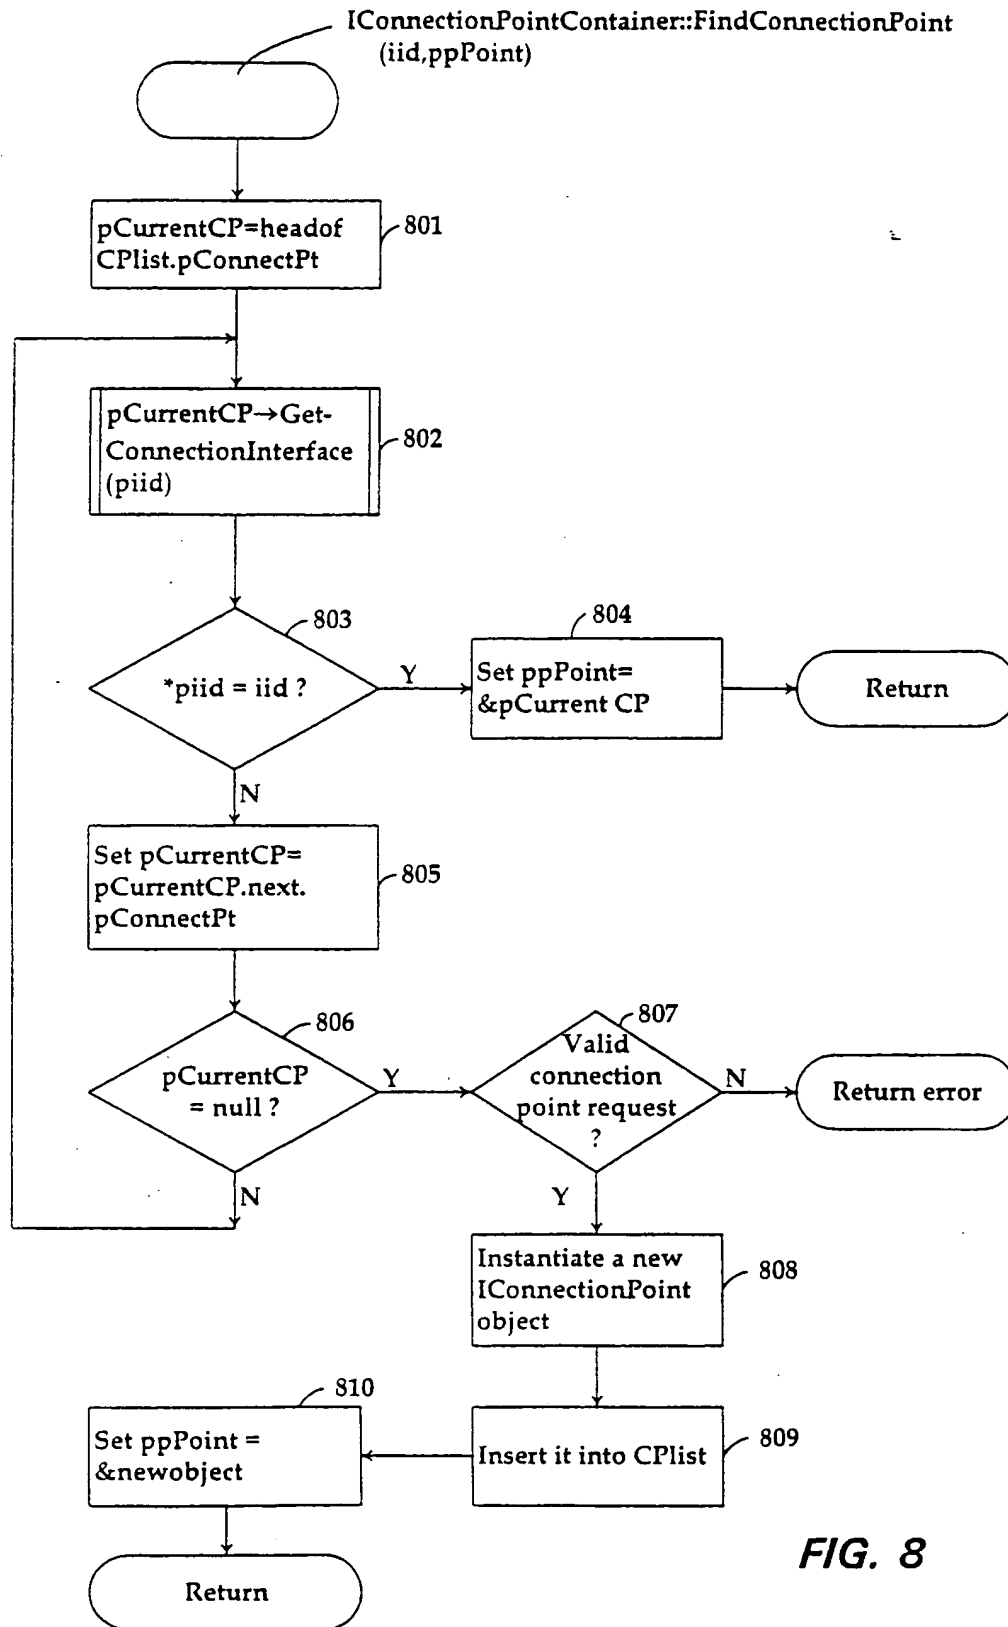 IConnectionPointContainer::FindConnectionPoint
(iid,ppPoint)
pCurrentCP=headof
CPlist.pConnectPt
801
pCurrentCP→Get-
ConnectionInterface
(piid)
802
803
*piid = iid ?
Y
804
Set ppPoint=
&pCurrent CP
Return
N
Set pCurrentCP=
pCurrentCP.next.
pConnectPt
805
806
pCurrentCP
= null ?
Y
807
Valid
connection
point request
?
N
Return error
N
Y
Instantiate a new
IConnectionPoint
object
808
Insert it into CPlist
809
810
Set ppPoint =
&newobject
Return
FIG. 8